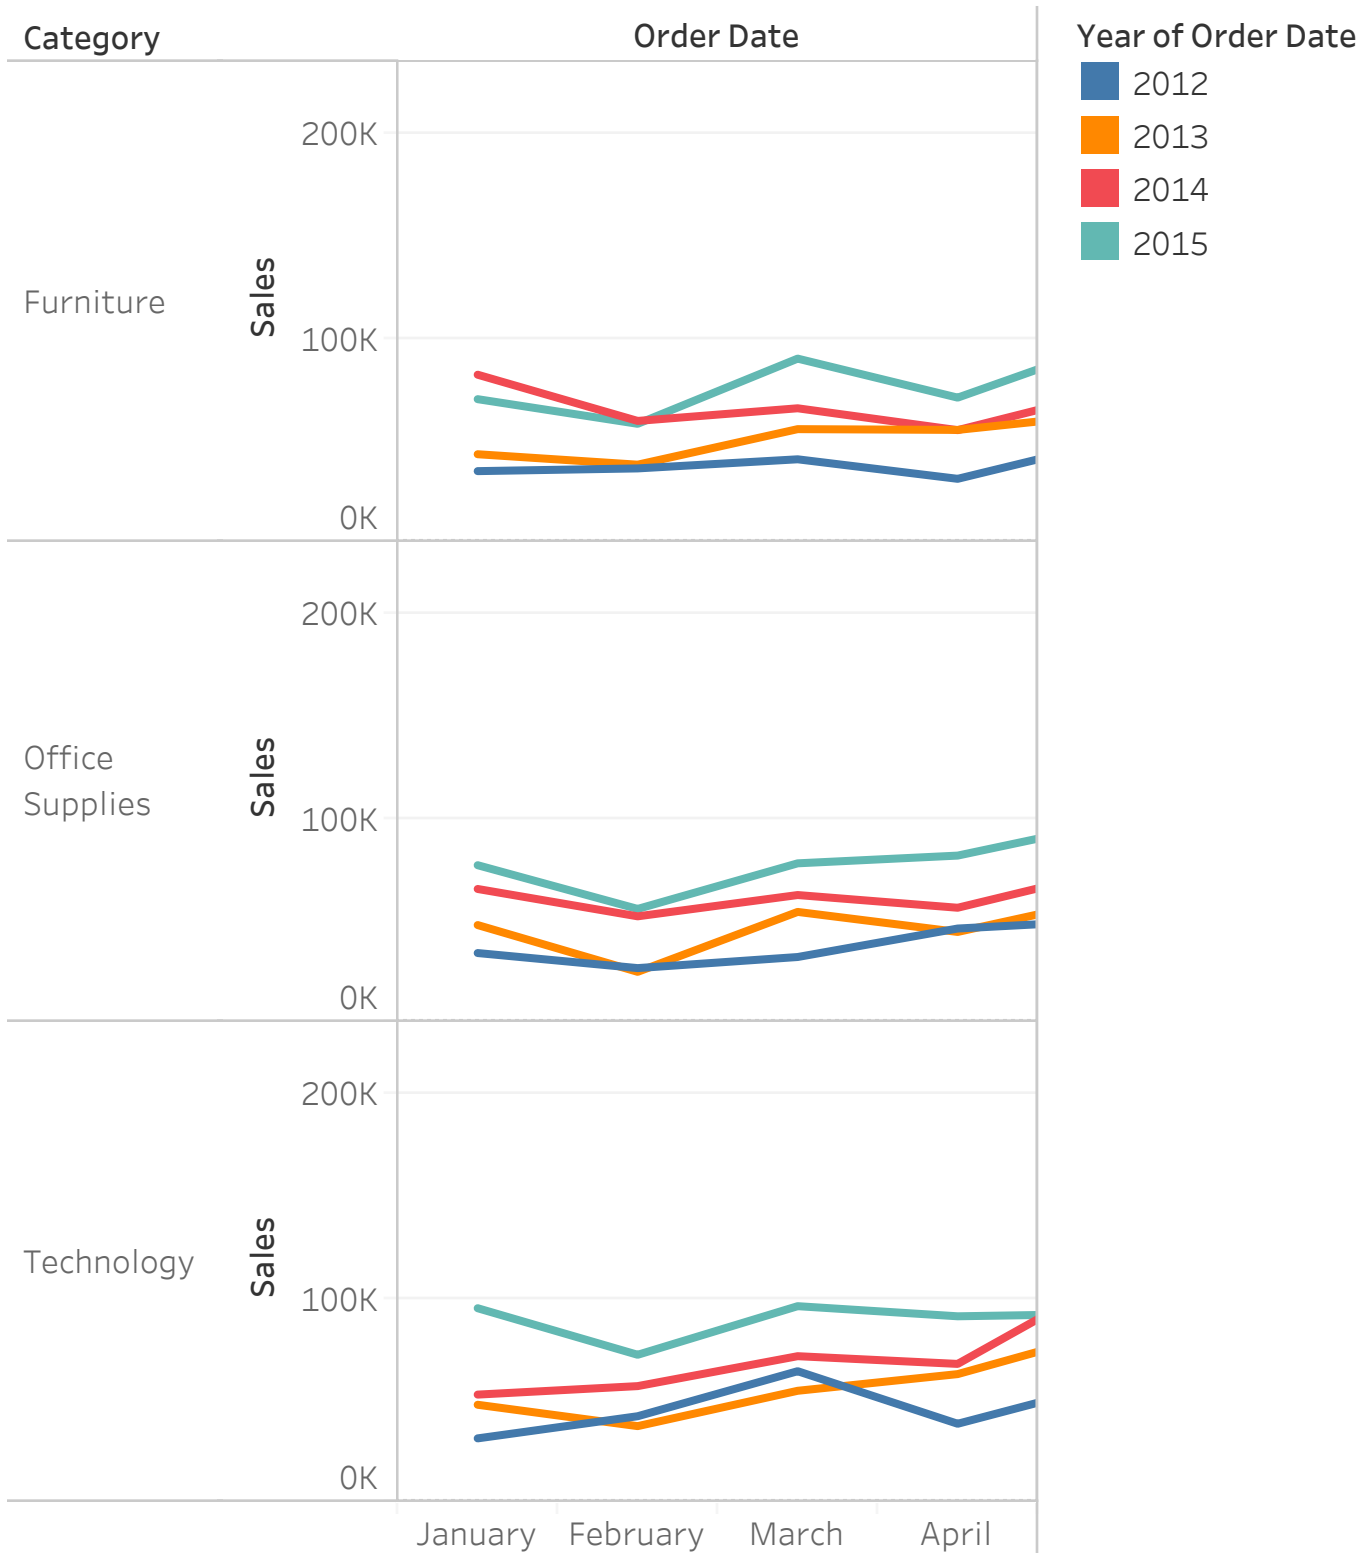 Category
Order Date
Year of Order Date
2012
2013
2014
2015
Furniture
Sales
200K
100K
0K
Office
Supplies
Sales
200K
100K
0K
Technology
Sales
200K
100K
0K
January February March April